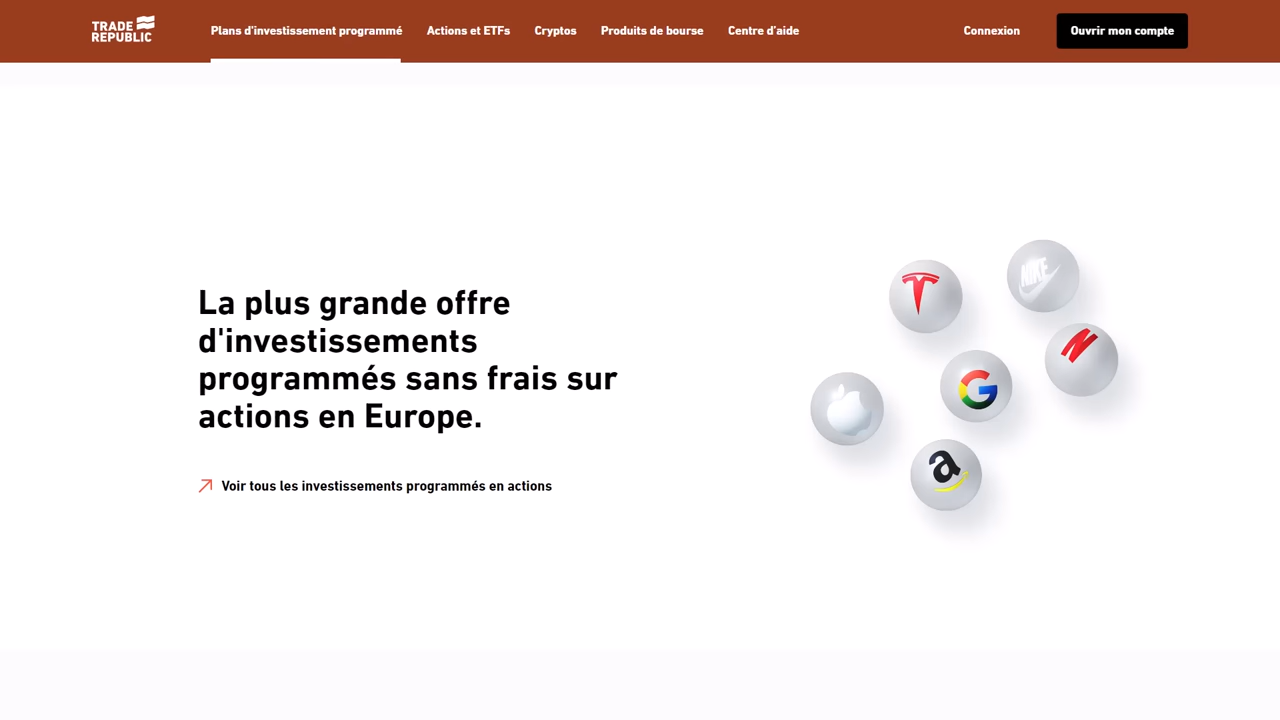 TRADE
REPUBLIC
Plans d'investissement programmé
Actions et ETFs
Cryptos
Produits de bourse
Centre d'aide
Connexion
Ouvrir mon compte
La plus grande offre
d'investissements
programmés sans frais sur
actions en Europe.
Voir tous les investissements programmés en actions
NIKE